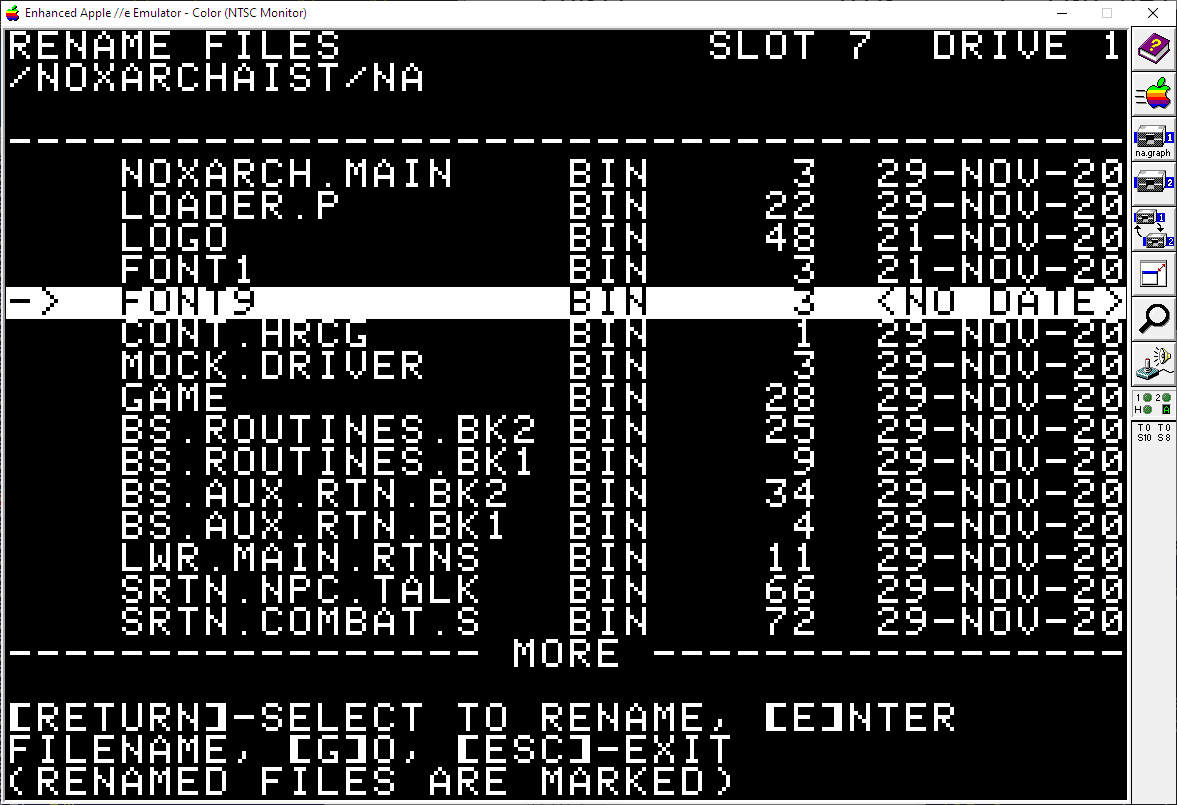 Enhanced Apple //e Emulator - Color (NTSC Monitor)
RENAME FILES SLOT 7 DRIVE 1
/NOXARCHAIST/NA
----------------------------------------
NOXARCH.MAIN BIN 3 29-NOV-20
LOADER.P BIN 22 29-NOV-20
LOGO BIN 48 21-NOV-20
FONT1 BIN 3 21-NOV-20
-> FONT9 BIN 3 <NO DATE>
CONT.HRCG BIN 1 29-NOV-20
MOCK.DRIVER BIN 3 29-NOV-20
GAME BIN 28 29-NOV-20
BS.ROUTINES.BK2 BIN 25 29-NOV-20
BS.ROUTINES.BK1 BIN 9 29-NOV-20
BS.AUX.RTN.BK2 BIN 34 29-NOV-20
BS.AUX.RTN.BK1 BIN 4 29-NOV-20
LWR.MAIN.RTNS BIN 11 29-NOV-20
SRTN.NPC.TALK BIN 66 29-NOV-20
SRTN.COMBAT.S BIN 72 29-NOV-20
----------------- MORE -----------------
[RETURN]-SELECT TO RENAME, [E]NTER
FILENAME, [G]O, [ESC]-EXIT
(RENAMED FILES ARE MARKED)
?
1
na.graph
2
1
2
1 2
H A
T0 T0
S10 S8